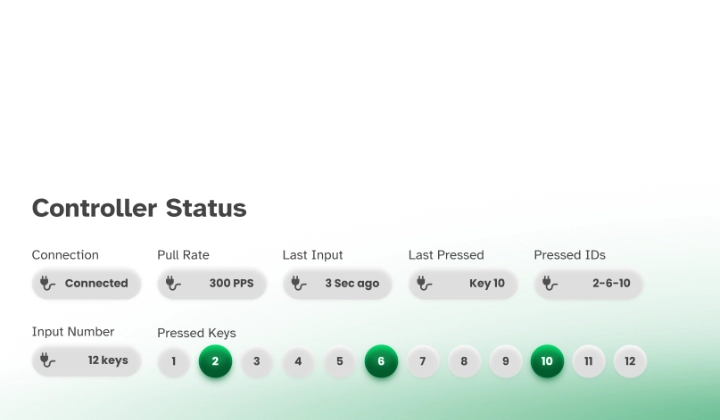 Controller Status
Connection Pull Rate Last Input Last Pressed Pressed IDs
Connected 300 PPS 3 Sec ago Key 10 2-6-10
Input Number Pressed Keys
12 keys 1 2 3 4 5 6 7 8 9 10 11 12